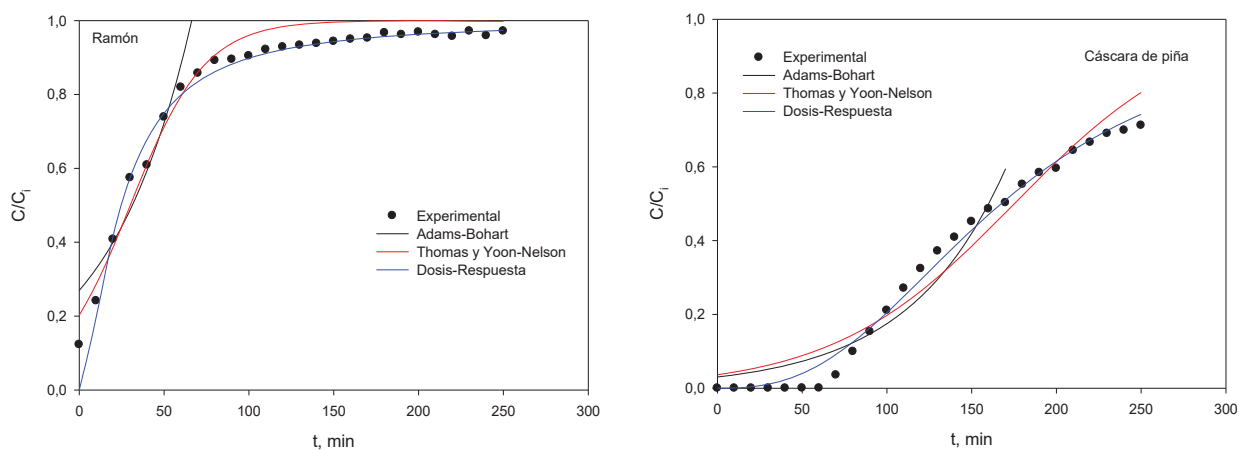 1,0
0,8
0,6
0,4
0,2
0,0
C/Ci
Ramón
Experimental
Adams-Bohart
Thomas y Yoon-Nelson
Dosis-Respuesta
0 50 100 150 200 250 300
t, min
1,0
0,8
0,6
0,4
0,2
0,0
C/Ci
Experimental
Adams-Bohart
Thomas y Yoon-Nelson
Dosis-Respuesta
Cáscara de piña
0 50 100 150 200 250 300
t, min